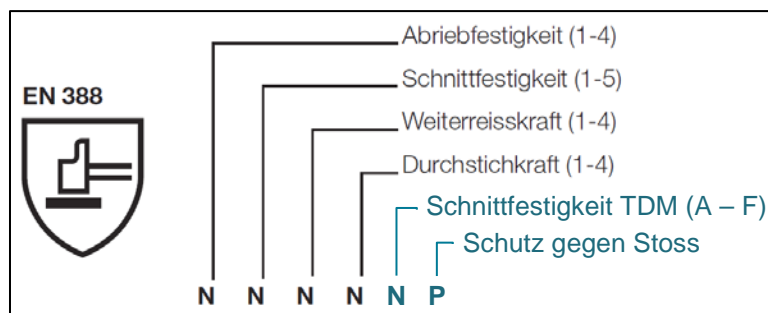 Abriebfestigkeit (1-4)
Schnittfestigkeit (1-5)
EN 388
Weiterreisskraft (1-4)
Durchstichkraft (1-4)
Schnittfestigkeit TDM (A – F)
Schutz gegen Stoss
N N N N N P